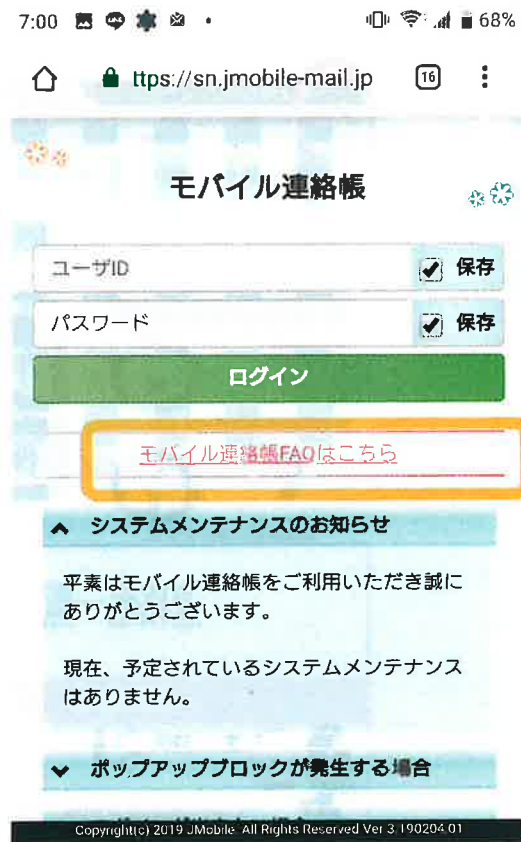 7:00 68%
ttps://sn.jmobile-mail.jp 16
モバイル連絡帳
ユーザID 保存
パスワード 保存
ログイン
モバイル連絡帳FAQはこちら
システムメンテナンスのお知らせ
平素はモバイル連絡帳をご利用いただき誠に
ありがとうございます。
現在、予定されているシステムメンテナンス
はありません。
ポップアップブロックが発生する場合
Copyright(c) 2019 JMobile. All Rights Reserved Ver 3.190204.01